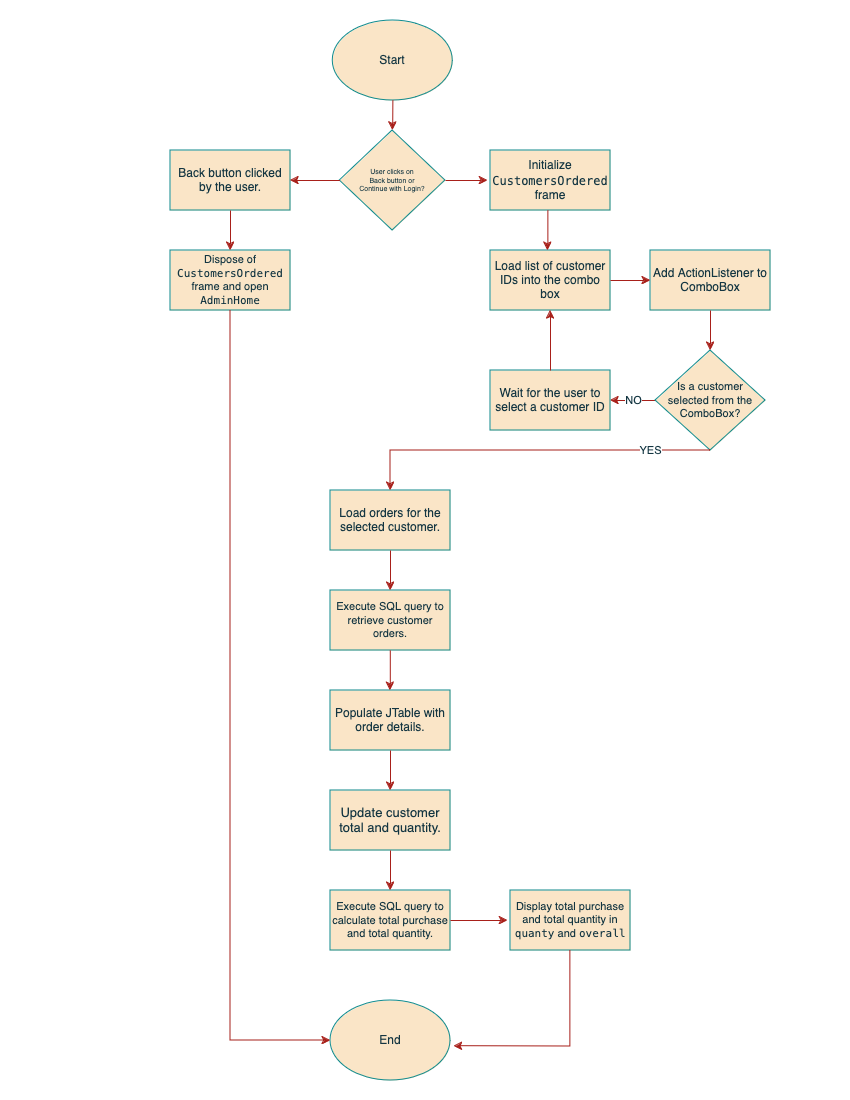 Start
User clicks on
Back button or
Continue with Login?
Back button clicked
by the user.
Initialize
CustomersOrdered
frame
Dispose of
CustomersOrdered
frame and open
AdminHome
Load list of customer
IDs into the combo
box
Add ActionListener to
ComboBox
Is a customer
selected from the
ComboBox?
NO
Wait for the user to
select a customer ID
YES
Load orders for the
selected customer.
Execute SQL query to
retrieve customer
orders.
Populate JTable with
order details.
Update customer
total and quantity.
Execute SQL query to
calculate total purchase
and total quantity.
Display total purchase
and total quantity in
quanty and overall
End